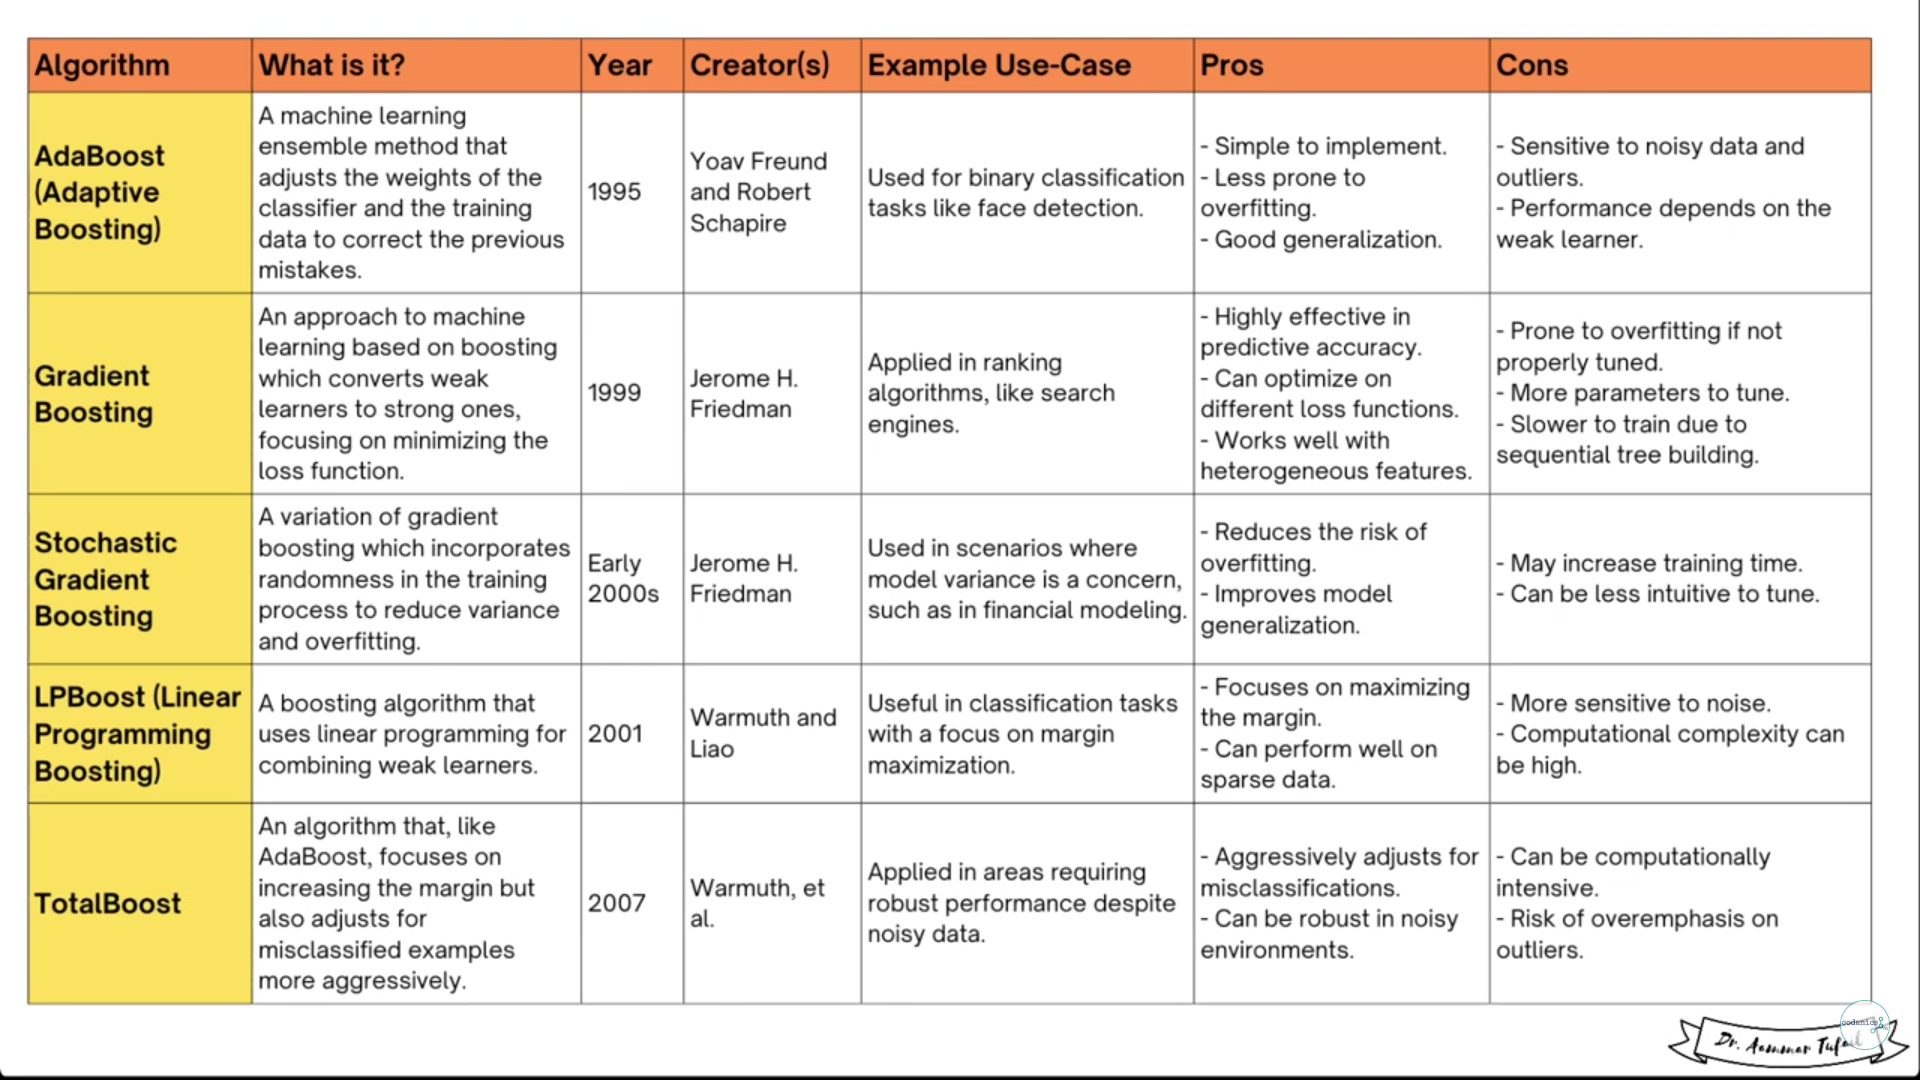 Algorithm
What is it?
Year
Creator(s)
Example Use-Case
Pros
Cons
AdaBoost
(Adaptive
Boosting)
A machine learning
ensemble method that
adjusts the weights of the
classifier and the training
data to correct the previous
mistakes.
1995
Yoav Freund
and Robert
Schapire
Used for binary classification
tasks like face detection.
- Simple to implement.
- Less prone to
overfitting.
- Good generalization.
- Sensitive to noisy data and
outliers.
- Performance depends on the
weak learner.
Gradient
Boosting
An approach to machine
learning based on boosting
which converts weak
learners to strong ones,
focusing on minimizing the
loss function.
1999
Jerome H.
Friedman
Applied in ranking
algorithms, like search
engines.
- Highly effective in
predictive accuracy.
- Can optimize on
different loss functions.
- Works well with
heterogeneous features.
- Prone to overfitting if not
properly tuned.
- More parameters to tune.
- Slower to train due to
sequential tree building.
Stochastic
Gradient
Boosting
A variation of gradient
boosting which incorporates
randomness in the training
process to reduce variance
and overfitting.
Early
2000s
Jerome H.
Friedman
Used in scenarios where
model variance is a concern,
such as in financial modeling.
- Reduces the risk of
overfitting.
- Improves model
generalization.
- May increase training time.
- Can be less intuitive to tune.
LPBoost (Linear
Programming
Boosting)
A boosting algorithm that
uses linear programming for
combining weak learners.
2001
Warmuth and
Liao
Useful in classification tasks
with a focus on margin
maximization.
- Focuses on maximizing
the margin.
- Can perform well on
sparse data.
- More sensitive to noise.
- Computational complexity can
be high.
TotalBoost
An algorithm that, like
AdaBoost, focuses on
increasing the margin but
also adjusts for
misclassified examples
more aggressively.
2007
Warmuth, et
al.
Applied in areas requiring
robust performance despite
noisy data.
- Aggressively adjusts for
misclassifications.
- Can be robust in noisy
environments.
- Can be computationally
intensive.
- Risk of overemphasis on
outliers.
Dr. Aammar